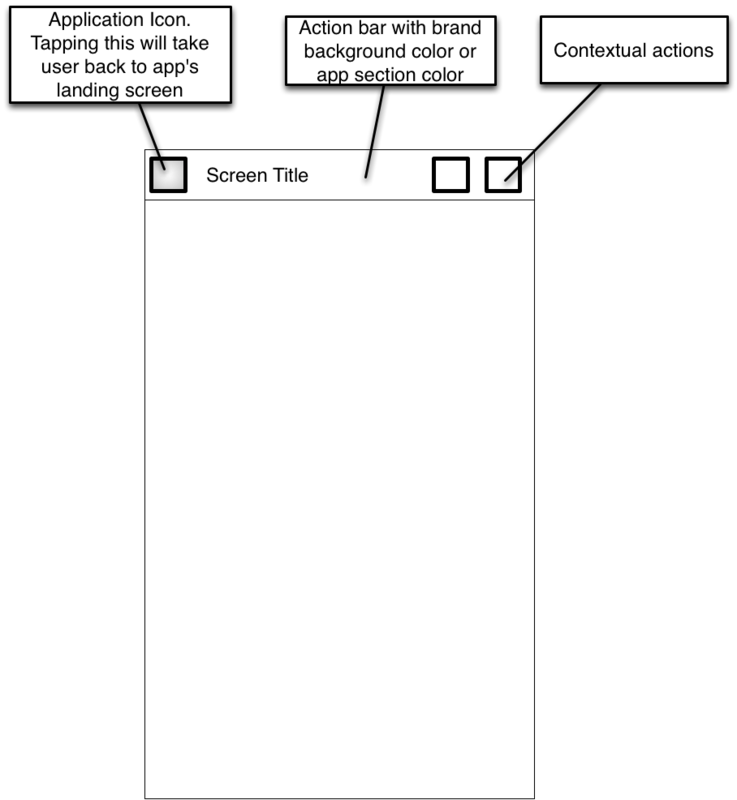 Application Icon.
Tapping this will take
user back to app's
landing screen
Action bar with brand
background color or
app section color
Contextual actions
Screen Title